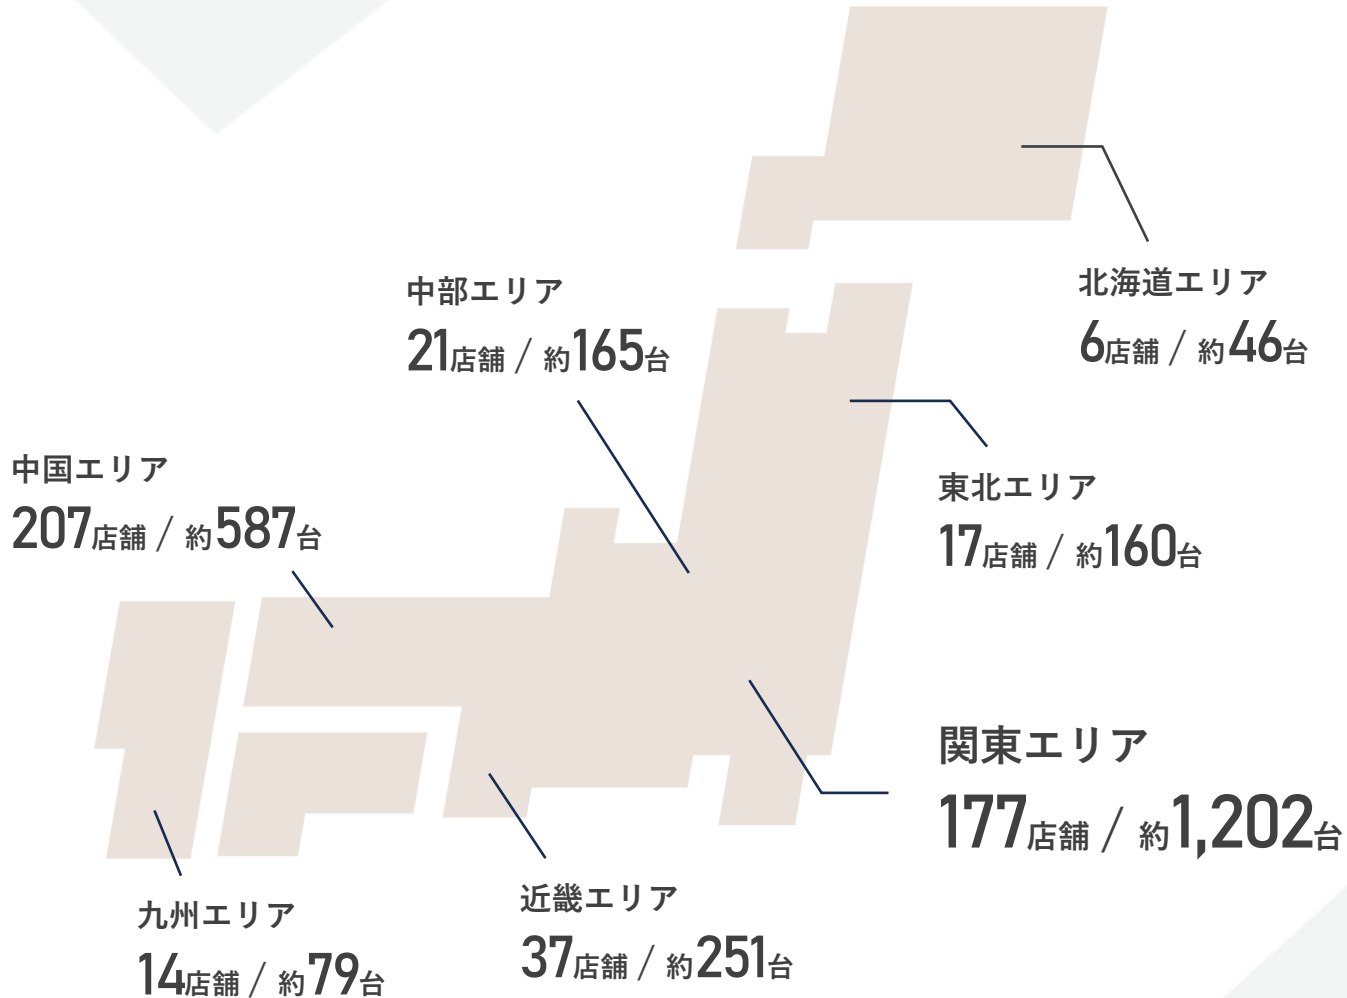 北海道エリア
6店舗 / 約46台
中部エリア
21店舗 / 約165台
中国エリア
207店舗 / 約587台
東北エリア
17店舗 / 約160台
関東エリア
177店舗 / 約1,202台
近畿エリア
37店舗 / 約251台
九州エリア
14店舗 / 約79台